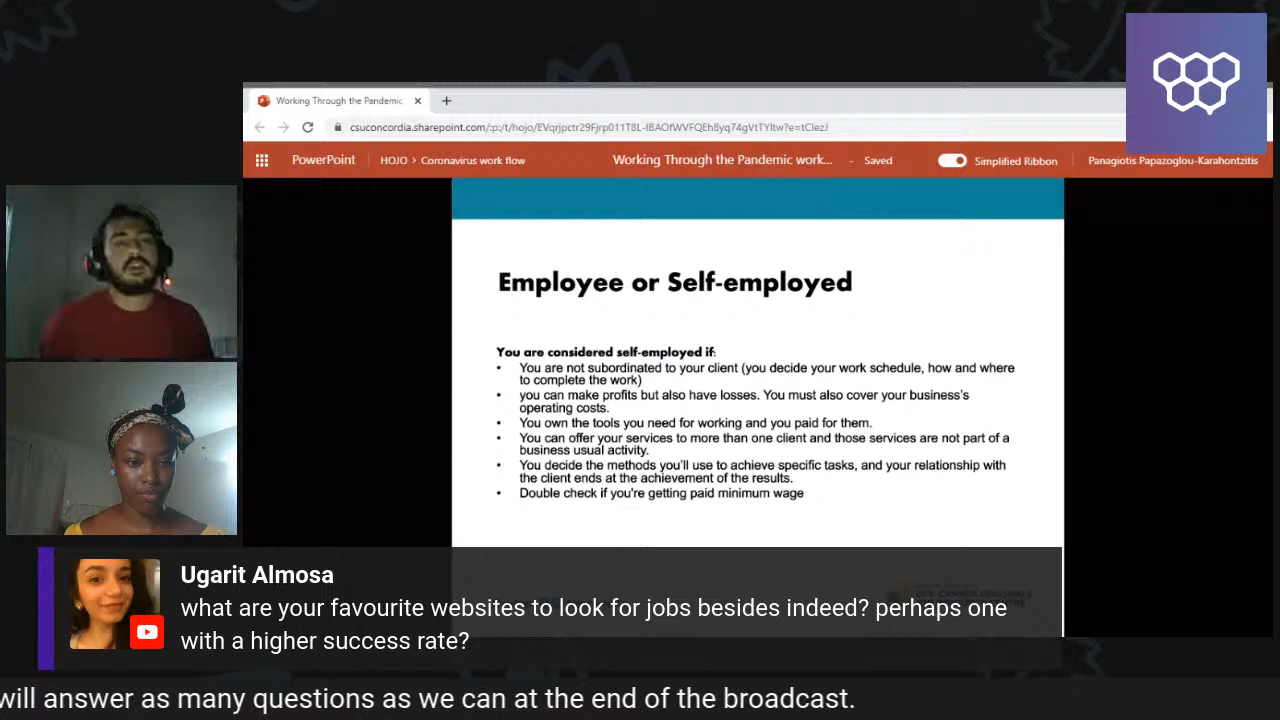 Working Through the Pandemic
csuconcordia.sharepoint.com/:p:/t/hojo/EVqrjpctr29Fjrp011T8L-IBAOfWVFQEh8yq74gVtTYItw?e=tClezJ
PowerPoint
HOJO > Coronavirus work flow
Working Through the Pandemic work... - Saved
Simplified Ribbon
Panagiotis Papazoglou-Karahontzitis
Employee or Self-employed
You are considered self-employed if:
• You are not subordinated to your client (you decide your work schedule, how and where
to complete the work)
• you can make profits but also have losses. You must also cover your business's
operating costs.
• You own the tools you need for working and you paid for them.
• You can offer your services to more than one client and those services are not part of a
business usual activity.
• You decide the methods you'll use to achieve specific tasks, and your relationship with
the client ends at the achievement of the results.
• Double check if you're getting paid minimum wage
Ugarit Almosa
what are your favourite websites to look for jobs besides indeed? perhaps one
with a higher success rate?
will answer as many questions as we can at the end of the broadcast.